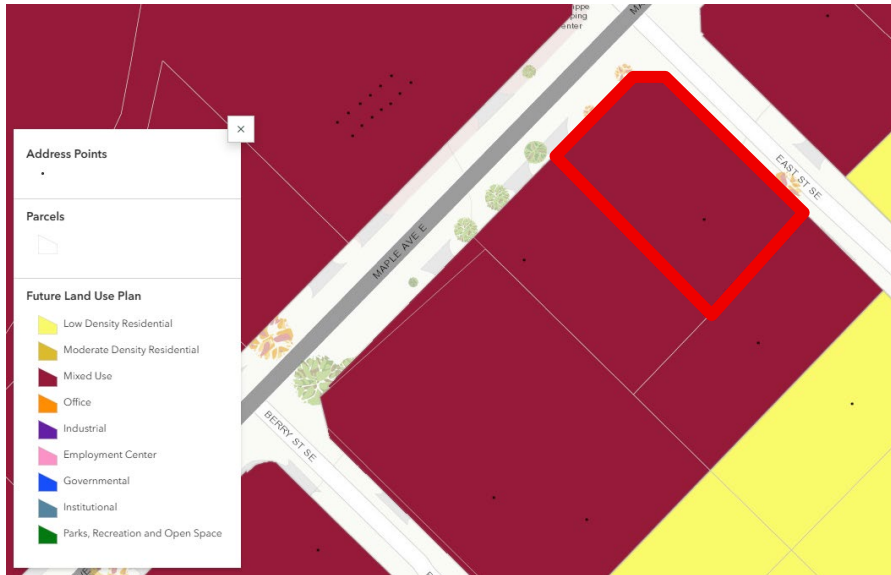 Address Points
Parcels
Future Land Use Plan
Low Density Residential
Moderate Density Residential
Mixed Use
Office
Industrial
Employment Center
Governmental
Institutional
Parks, Recreation and Open Space
MAPLE AVE E
EAST ST SE
BERRY ST SE